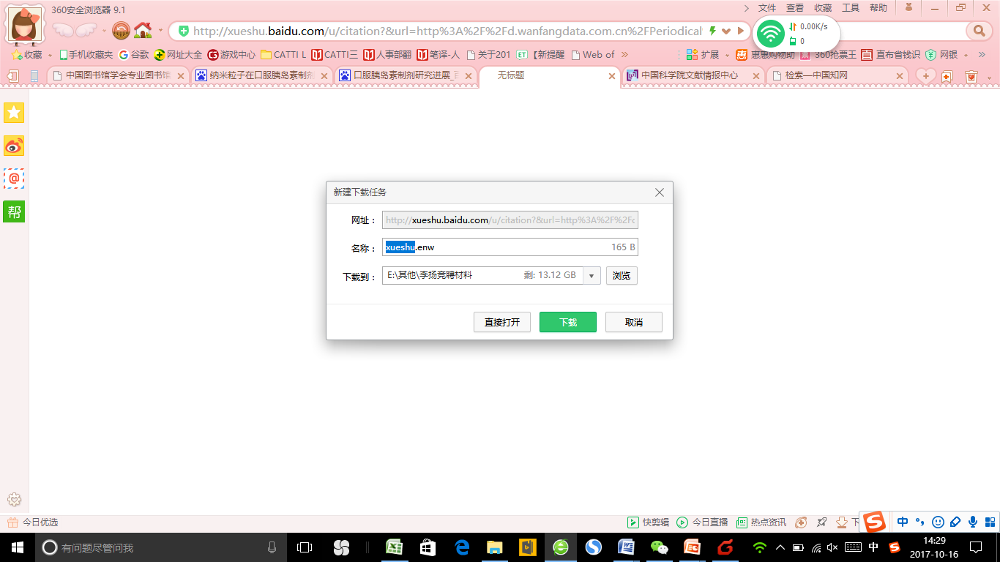 360安全浏览器 9.1
文件 查看 收藏 工具 帮助
http://xueshu.baidu.com/u/citation?&url=http%3A%2F%2Fd.wanfangdata.com.cn%2FPeriodical
0.00K/s
0
收藏 手机收藏夹 谷歌 网址大全 游戏中心 CATTI L CATTI三 人事部翻 笔译-人 关于201 【新提醒 Web of 扩展 惠惠购物助 360抢票王 直布省钱识 网银
中国图书馆学会专业图书馆 纳米粒子在口服胰岛素制剂 口服胰岛素制剂研究进展_百 无标题 中国科学院文献情报中心 检索—中国知网
@
帮
新建下载任务
网址: http://xueshu.baidu.com/u/citation?&url=http%3A%2F%2Fd
名称: xueshu.enw 165 B
下载到: E:\其他\李扬竞聘材料 剩: 13.12 GB 浏览
直接打开 下载 取消
今日优选 快剪辑 今日直播 热点资讯 下
中
有问题尽管问我
中
14:29
2017-10-16